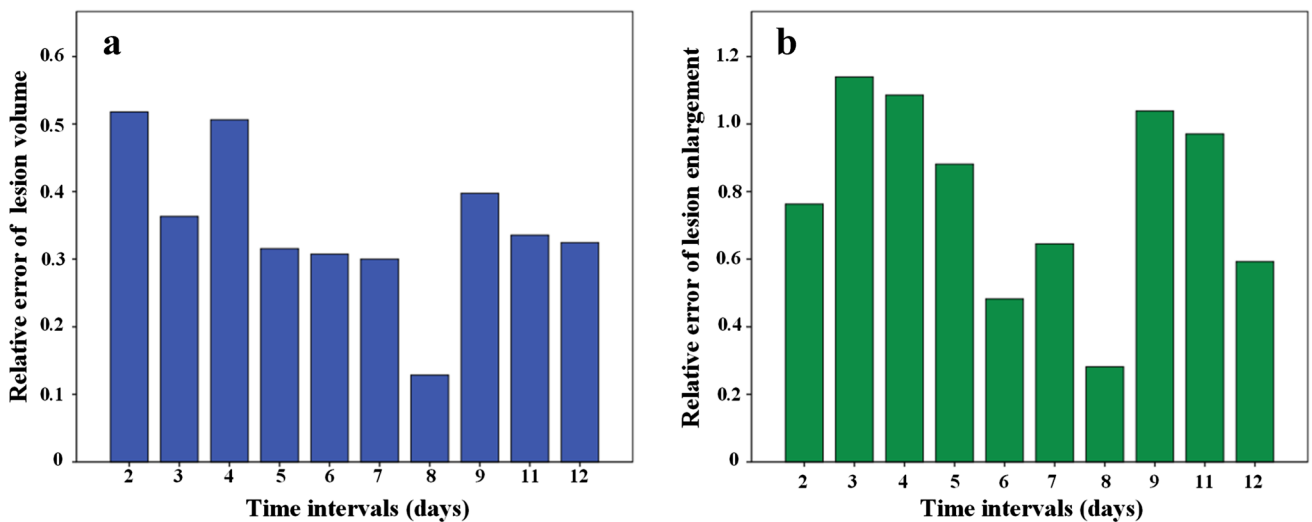 a
Relative error of lesion volume
0.6
0.5
0.4
0.3
0.2
0.1
0
2 3 4 5 6 7 8 9 11 12
Time intervals (days)
b
Relative error of lesion enlargement
1.2
1.0
0.8
0.6
0.4
0.2
0
2 3 4 5 6 7 8 9 11 12
Time intervals (days)